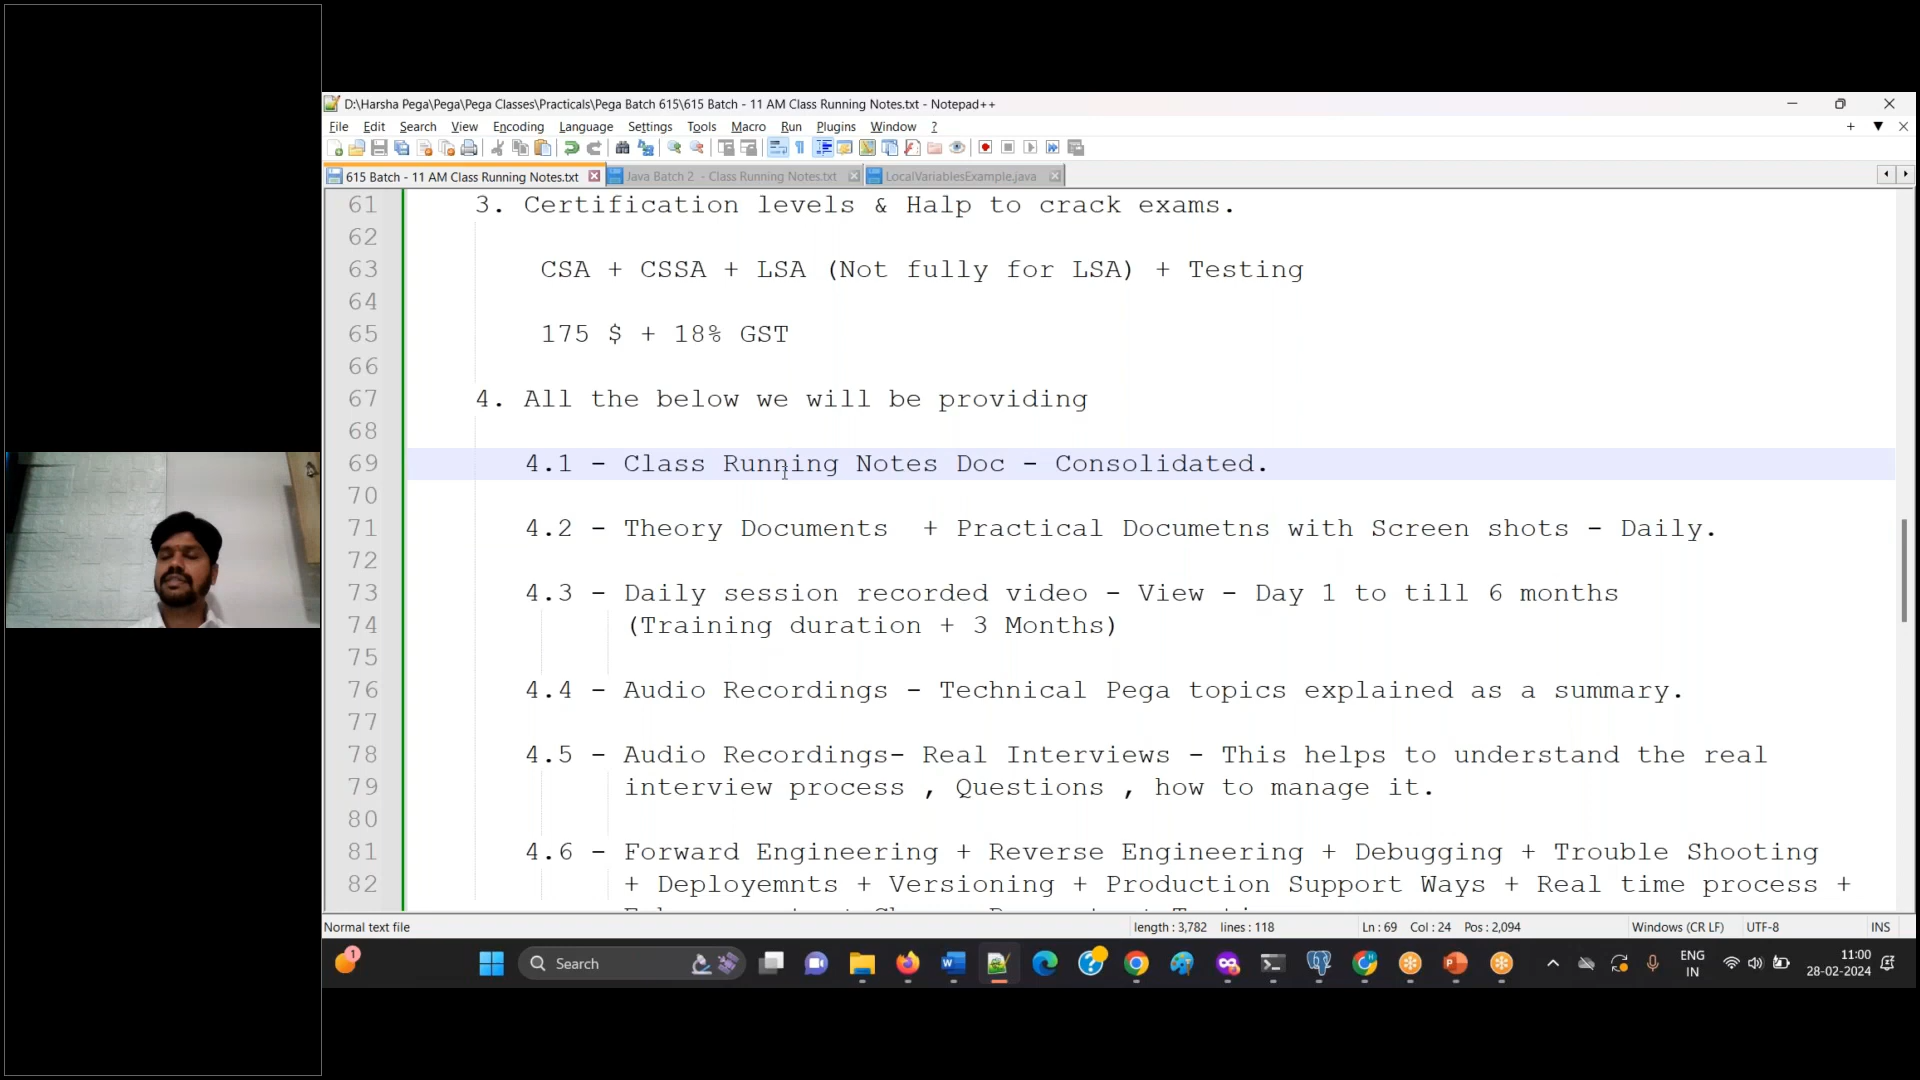 D:\Harsha Pega\Pega\Pega Classes\Practicals\Pega Batch 615\615 Batch - 11 AM Class Running Notes.txt - Notepad++
File Edit Search View Encoding Language Settings Tools Macro Run Plugins Window ?
615 Batch - 11 AM Class Running Notes.txt Java Batch 2 - Class Running Notes.txt LocalVariablesExample.java
61 3. Certification levels & Halp to crack exams.
62
63 CSA + CSSA + LSA (Not fully for LSA) + Testing
64
65 175 $ + 18% GST
66
67 4. All the below we will be providing
68
69 4.1 - Class Running Notes Doc - Consolidated.
70
71 4.2 - Theory Documents + Practical Documetns with Screen shots - Daily.
72
73 4.3 - Daily session recorded video - View - Day 1 to till 6 months
74 (Training duration + 3 Months)
75
76 4.4 - Audio Recordings - Technical Pega topics explained as a summary.
77
78 4.5 - Audio Recordings- Real Interviews - This helps to understand the real
79 interview process , Questions , how to manage it.
80
81 4.6 - Forward Engineering + Reverse Engineering + Debugging + Trouble Shooting
82 + Deployemnts + Versioning + Production Support Ways + Real time process +
Normal text file length : 3,782 lines : 118 Ln : 69 Col : 24 Pos : 2,094 Windows (CR LF) UTF-8 INS
1 Search ENG IN 11:00 28-02-2024